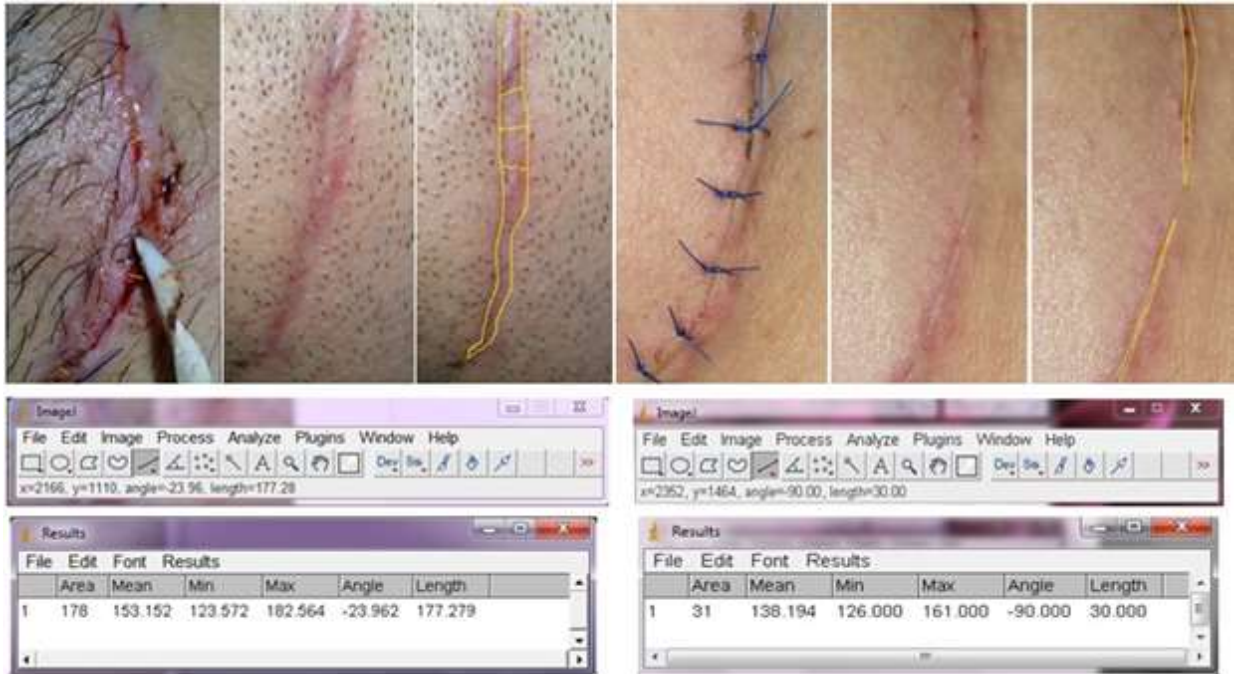 ImageJ
File Edit Image Process Analyze Plugins Window Help
A Dev Stk >>
x=2166, y=1110, angle=-23.96, length=177.28
Results
File Edit Font Results
Area Mean Min Max Angle Length
1 178 153.152 123.572 182.564 -23.962 177.279
ImageJ
File Edit Image Process Analyze Plugins Window Help
A Dev Stk >>
x=2352, y=1464, angle=-90.00, length=30.00
Results
File Edit Font Results
Area Mean Min Max Angle Length
1 31 138.194 126.000 161.000 -90.000 30.000